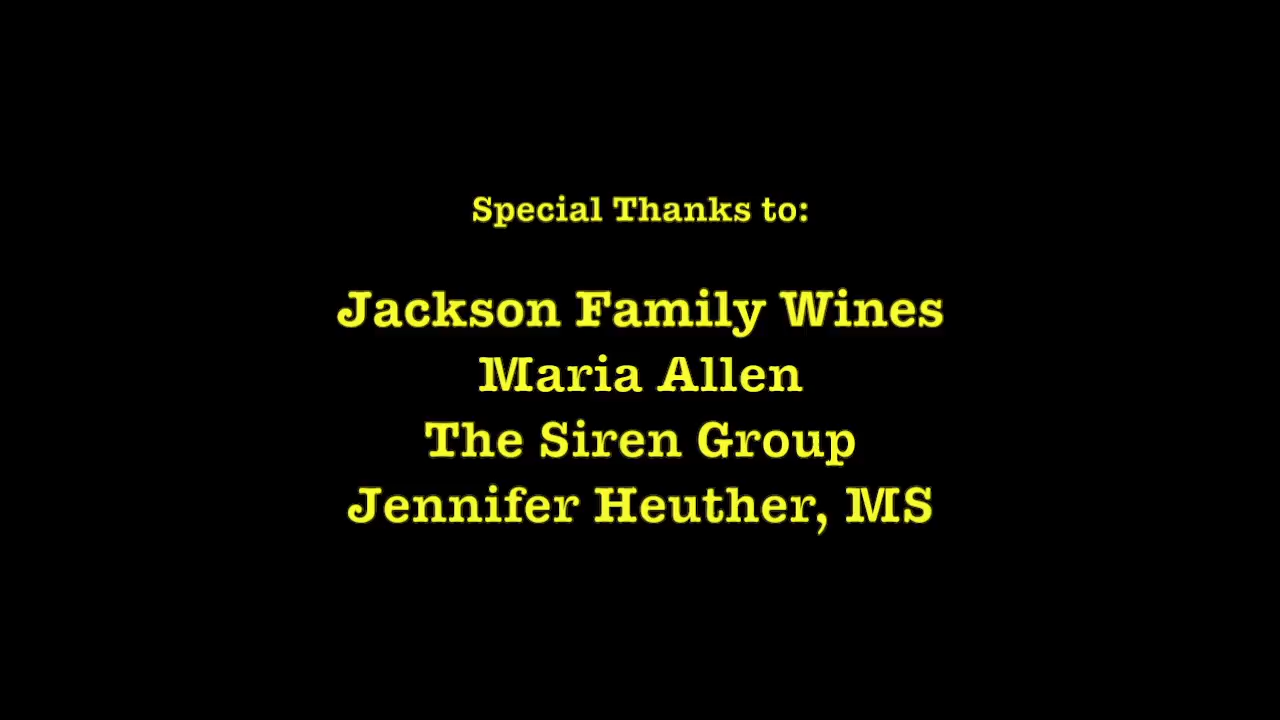 Special Thanks to:
Jackson Family Wines
Maria Allen
The Siren Group
Jennifer Heuther, MS